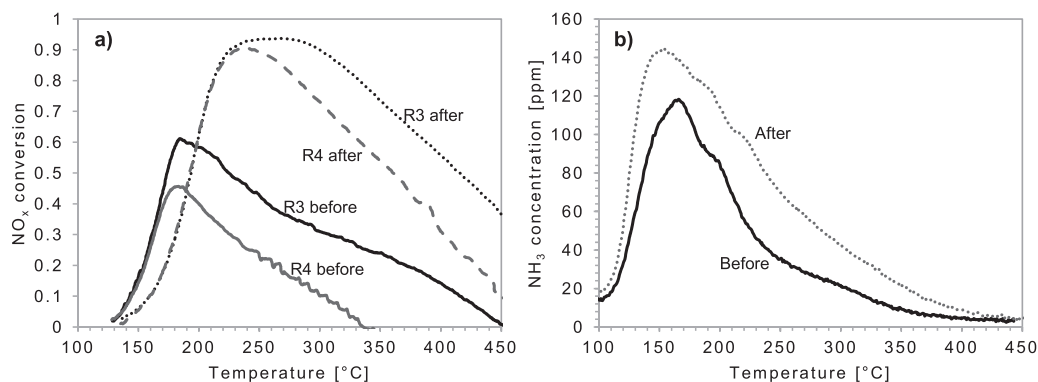 a)
NOx conversion
1
0.9
0.8
0.7
0.6
0.5
0.4
0.3
0.2
0.1
0
R3 after
R4 after
R3 before
R4 before
100 150 200 250 300 350 400 450
Temperature [°C]
b)
NH3 concentration [ppm]
160
140
120
100
80
60
40
20
0
After
Before
100 150 200 250 300 350 400 450
Temperature [°C]